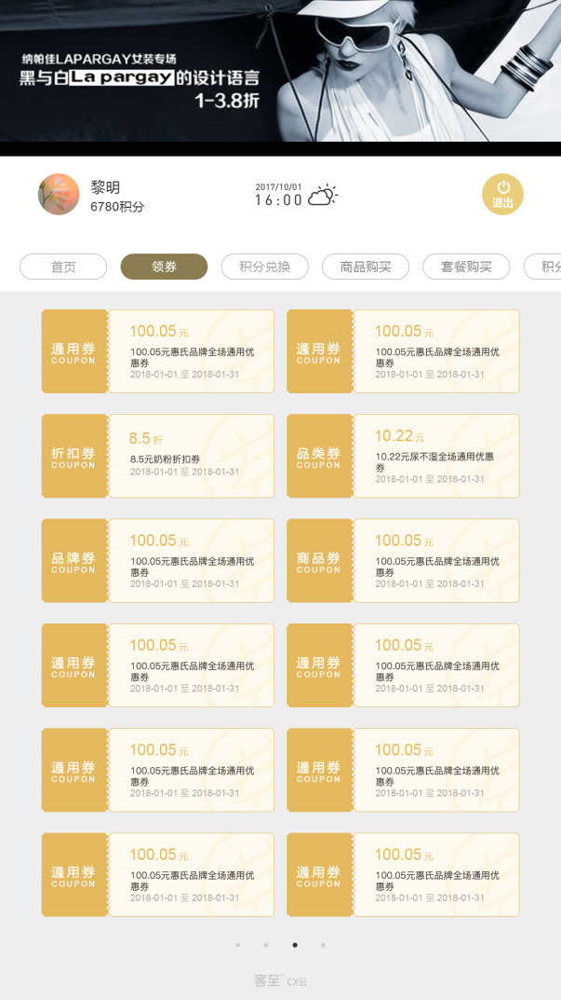 纳帕佳LAPARGAY女装专场
黑与白La pargay的设计语言
1-3.8折
黎明
6780积分
2017/10/01
16:00
退出
首页
领券
积分兑换
商品购买
套餐购买
积分
通用券
COUPON
100.05元
100.05元惠氏品牌全场通用优
惠券
2018-01-01 至 2018-01-31
通用券
COUPON
100.05元
100.05元惠氏品牌全场通用优
惠券
2018-01-01 至 2018-01-31
折扣券
COUPON
8.5折
8.5元奶粉折扣券
2018-01-01 至 2018-01-31
品类券
COUPON
10.22元
10.22元尿不湿全场通用优惠
券
2018-01-01 至 2018-01-31
品牌券
COUPON
100.05元
100.05元惠氏品牌全场通用优
惠券
2018-01-01 至 2018-01-31
商品券
COUPON
100.05元
100.05元惠氏品牌全场通用优
惠券
2018-01-01 至 2018-01-31
通用券
COUPON
100.05元
100.05元惠氏品牌全场通用优
惠券
2018-01-01 至 2018-01-31
通用券
COUPON
100.05元
100.05元惠氏品牌全场通用优
惠券
2018-01-01 至 2018-01-31
通用券
COUPON
100.05元
100.05元惠氏品牌全场通用优
惠券
2018-01-01 至 2018-01-31
通用券
COUPON
100.05元
100.05元惠氏品牌全场通用优
惠券
2018-01-01 至 2018-01-31
通用券
COUPON
100.05元
100.05元惠氏品牌全场通用优
惠券
2018-01-01 至 2018-01-31
通用券
COUPON
100.05元
100.05元惠氏品牌全场通用优
惠券
2018-01-01 至 2018-01-31
客至 CX云